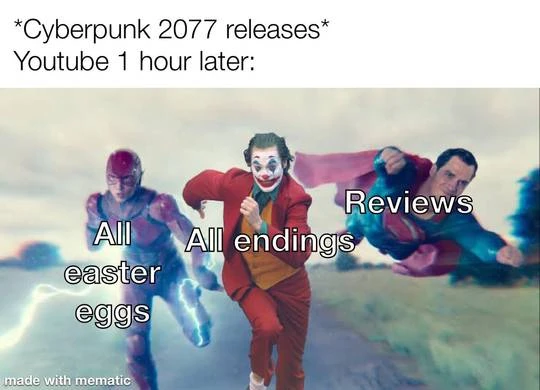 *Cyberpunk 2077 releases*
Youtube 1 hour later:
Reviews
All endings
All
easter
eggs
made with mematic